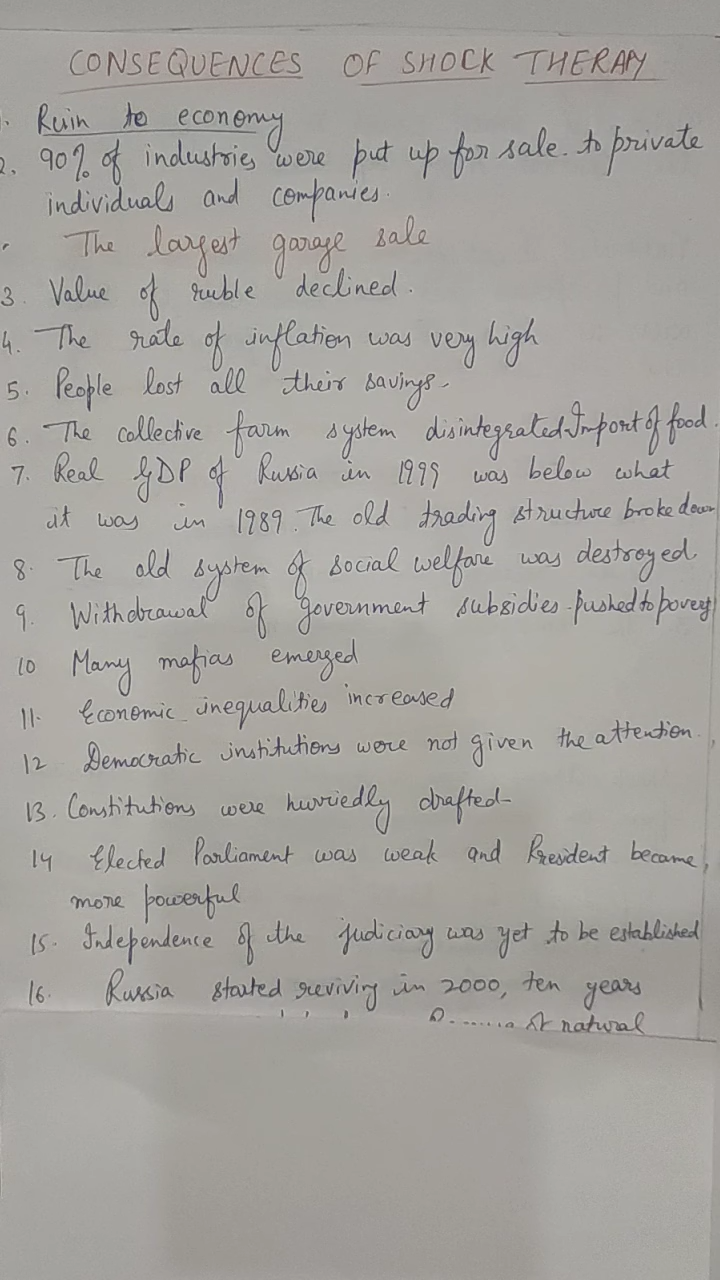 CONSEQUENCES OF SHOCK THERAPY
1. Ruin to economy
2. 90% of industries were put up for sale. to private
individuals and companies.
The largest garage sale
3. Value of ruble declined.
4. The rate of inflation was very high
5. People lost all their savings.
6. The collective farm system disintegrated Import of food.
7. Real GDP of Russia in 1999 was below what
it was in 1989. The old trading structure broke down
8. The old system of social welfare was destroyed.
9. Withdrawal of government subsidies - pushed to poverty
10 Many mafias emerged
11. Economic inequalities increased
12 Democratic institutions were not given the attention.
13. Constitutions were hurriedly drafted-
14 Elected Parliament was weak and President became,
more powerful
15. Independence of the judiciary was yet to be established
16. Russia started reviving in 2000, ten years
natural